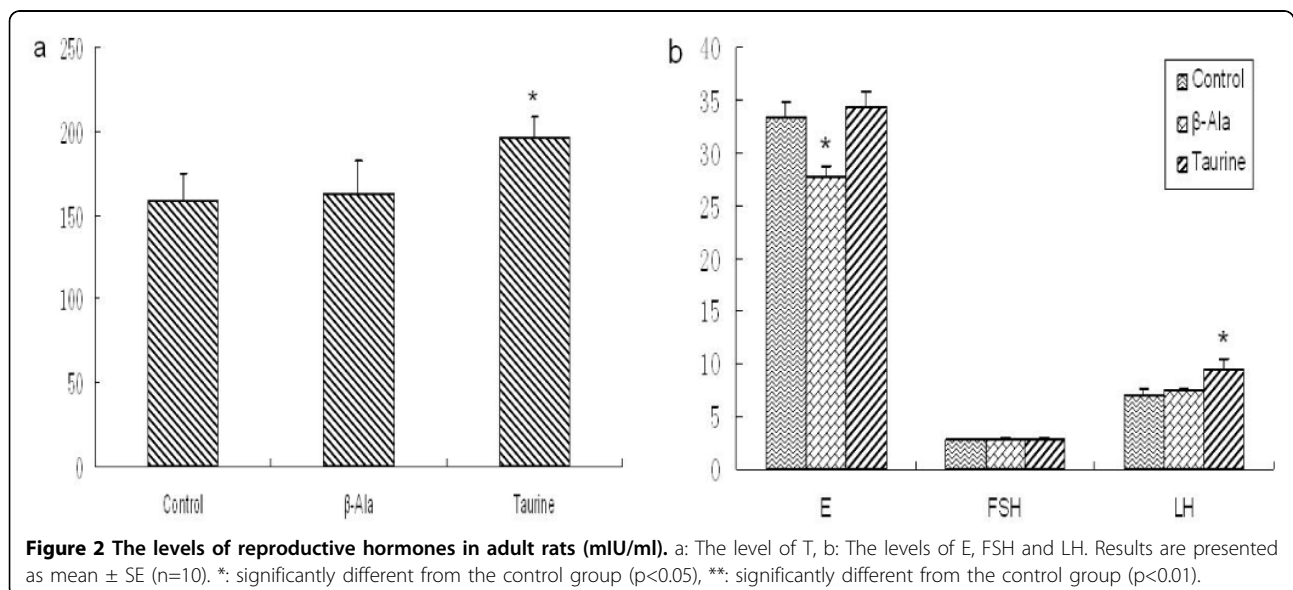 a
250
200
150
100
50
0
*
Control β-Ala Taurine
b
40
35
30
25
20
15
10
5
0
*
*
Control
β-Ala
Taurine
E FSH LH
Figure 2 The levels of reproductive hormones in adult rats (mIU/ml). a: The level of T, b: The levels of E, FSH and LH. Results are presented
as mean ± SE (n=10). *: significantly different from the control group (p<0.05), **: significantly different from the control group (p<0.01).